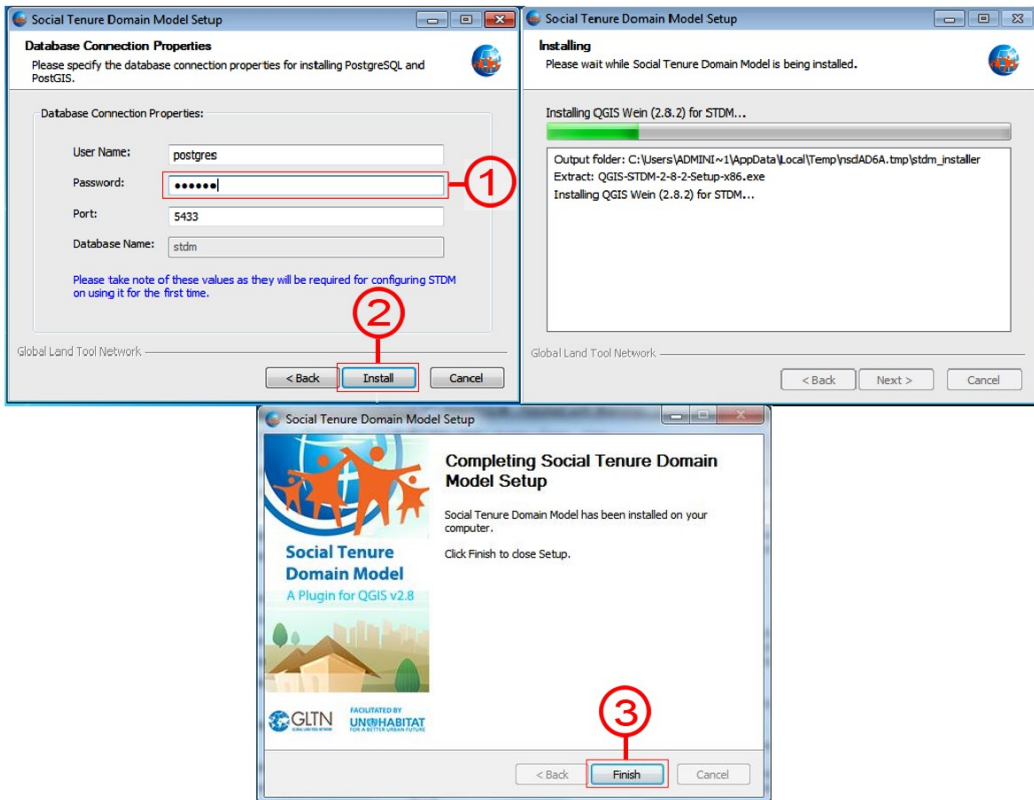 Social Tenure Domain Model Setup
Database Connection Properties
Please specify the database connection properties for installing PostgreSQL and
PostGIS.
Database Connection Properties:
User Name:
postgres
Password:
●●●●●●
1
Port:
5433
Database Name:
stdm
Please take note of these values as they will be required for configuring STDM
on using it for the first time.
2
Global Land Tool Network
< Back
Install
Cancel
Social Tenure Domain Model Setup
Installing
Please wait while Social Tenure Domain Model is being installed.
Installing QGIS Wein (2.8.2) for STDM...
Output folder: C:\Users\ADMINI~1\AppData\Local\Temp\nsdAD6A.tmp\stdm_installer
Extract: QGIS-STDM-2-8-2-Setup-x86.exe
Installing QGIS Wein (2.8.2) for STDM...
Global Land Tool Network
< Back
Next >
Cancel
Social Tenure Domain Model Setup
Social Tenure
Domain Model
A Plugin for QGIS v2.8
GLTN
GLOBAL LAND TOOL NETWORK
FACILITATED BY
UN HABITAT
FOR A BETTER URBAN FUTURE
Completing Social Tenure Domain
Model Setup
Social Tenure Domain Model has been installed on your
computer.
Click Finish to close Setup.
3
< Back
Finish
Cancel